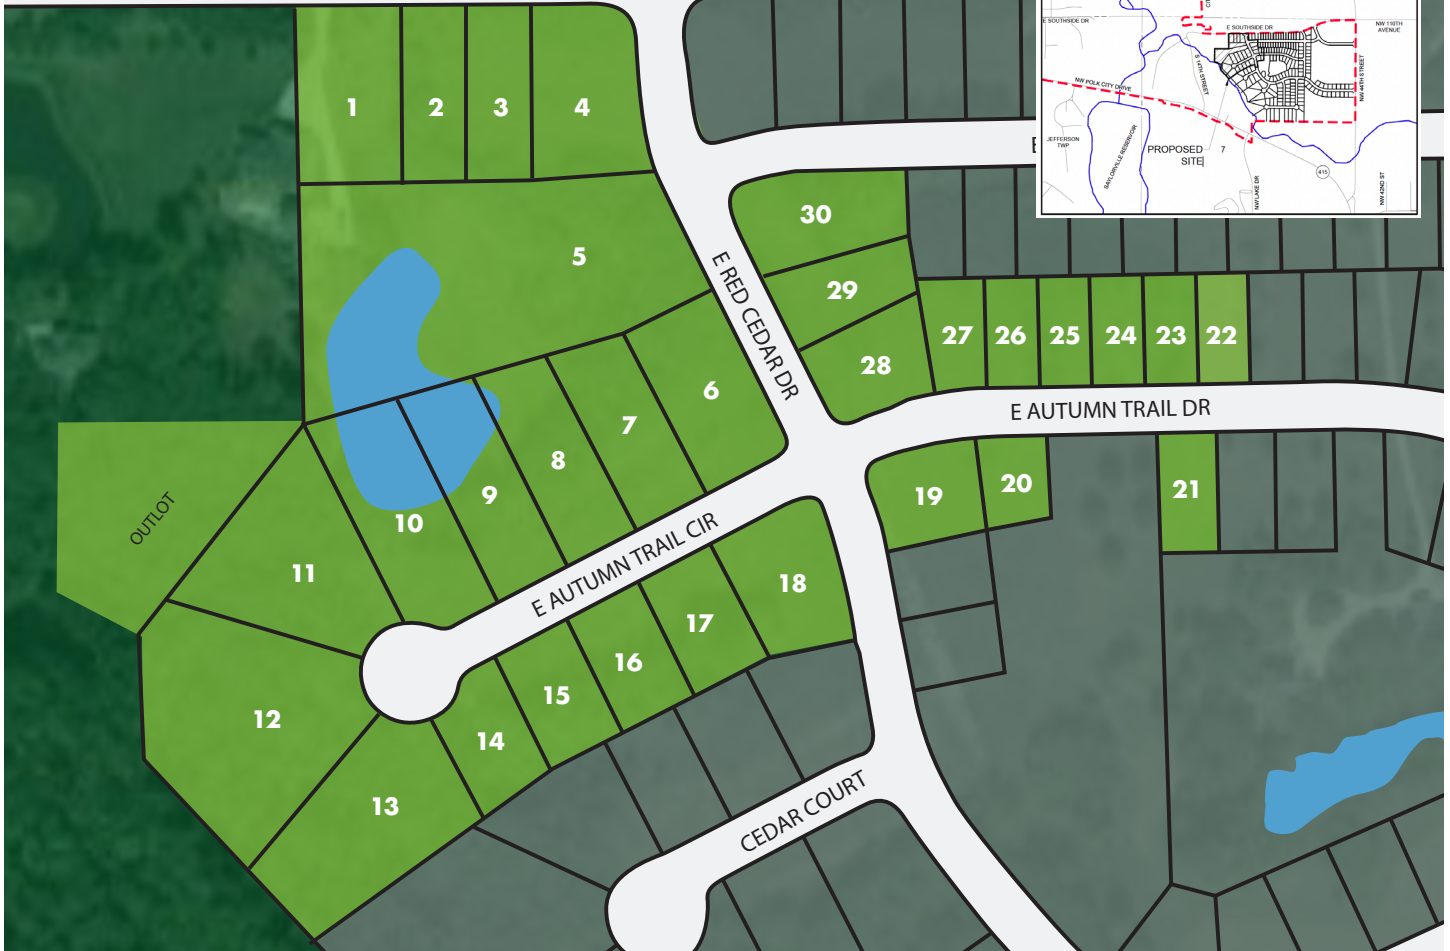 1
2
3
4
5
6
7
8
9
10
11
12
13
14
15
16
17
18
19
20
21
22
23
24
25
26
27
28
29
30
OUTLOT
E RED CEDAR DR
E AUTUMN TRAIL DR
E AUTUMN TRAIL CIR
CEDAR COURT
E SOUTHSIDE DR
E SOUTHSIDE DR
NW 110TH
AVENUE
S 14TH STREET
NW 44TH STREET
NW POLK CITY DRIVE
JEFFERSON
TWP
SAYLORVILLE RESERVOIR
PROPOSED
SITE
7
415
NW LAKE DR
NW 42ND ST